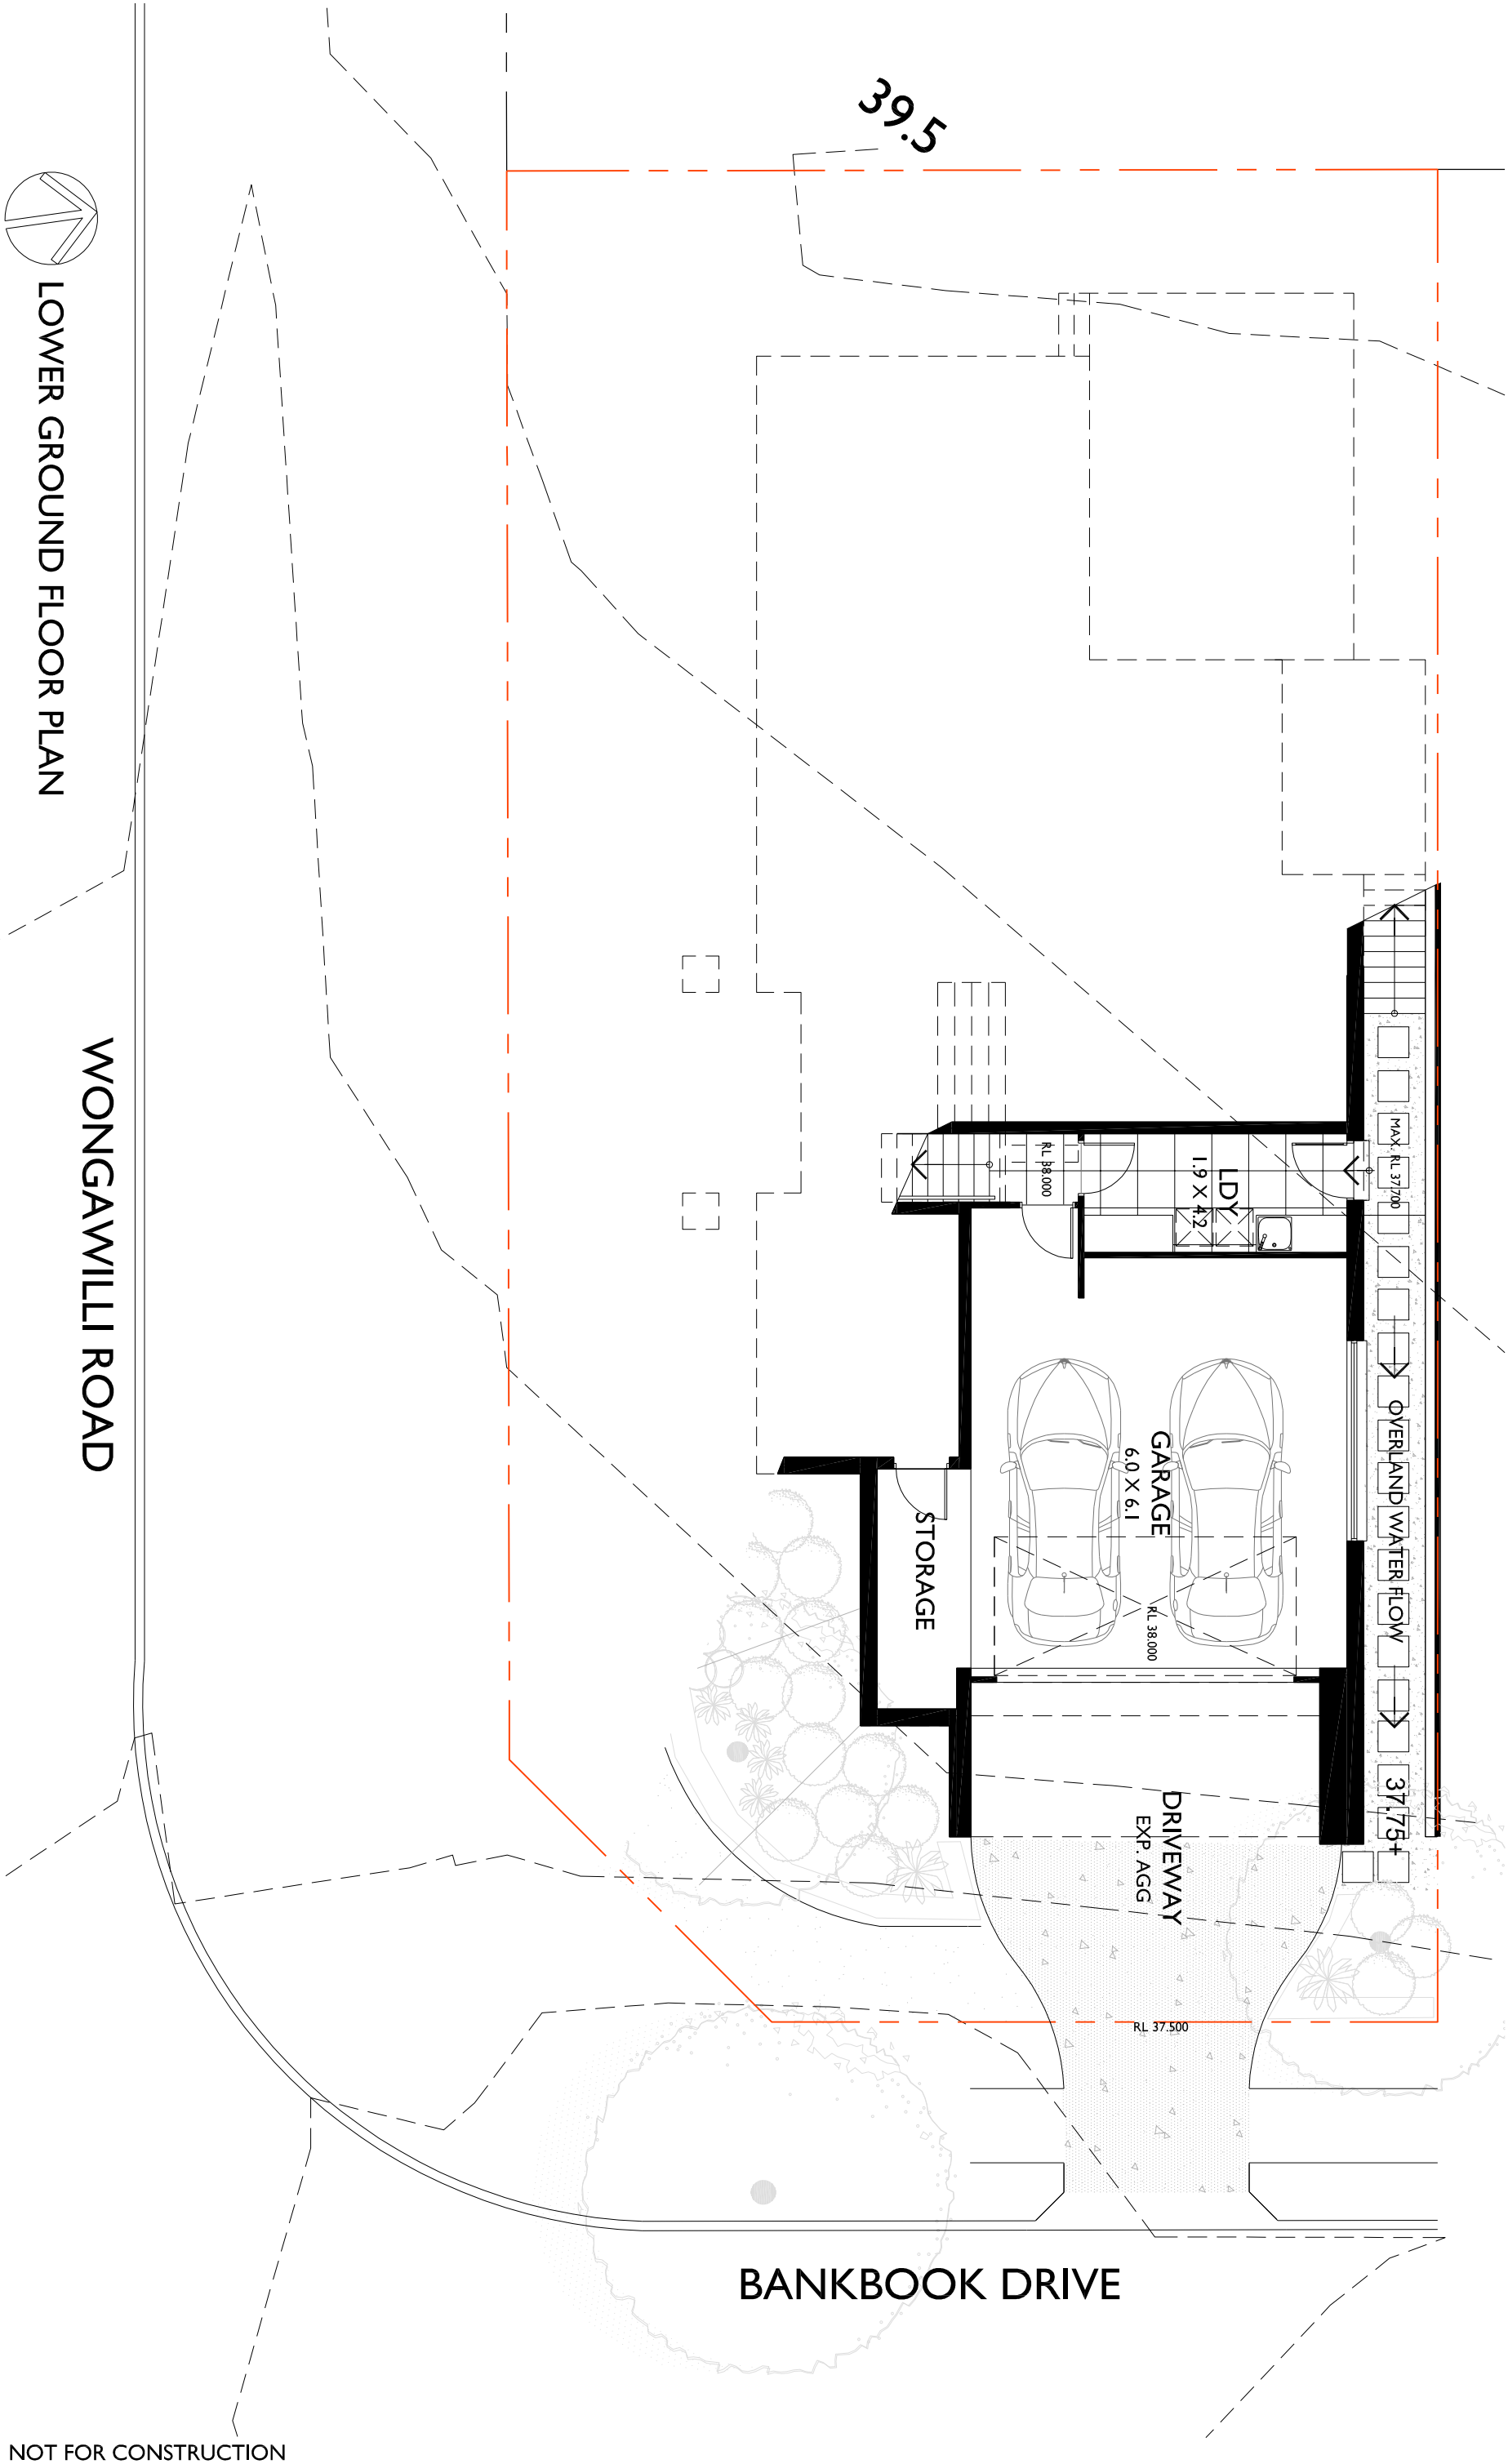 39.5
LOWER GROUND FLOOR PLAN
WONGAWILLI ROAD
RL 38.000
LDY
1.9 X 4.2
MAX. RL 37.700
GARAGE
6.0 X 6.1
STORAGE
RL 38.000
OVERLAND WATER FLOW
37.75+
DRIVEWAY
EXP. AGG
RL 37.500
BANKBOOK DRIVE
NOT FOR CONSTRUCTION